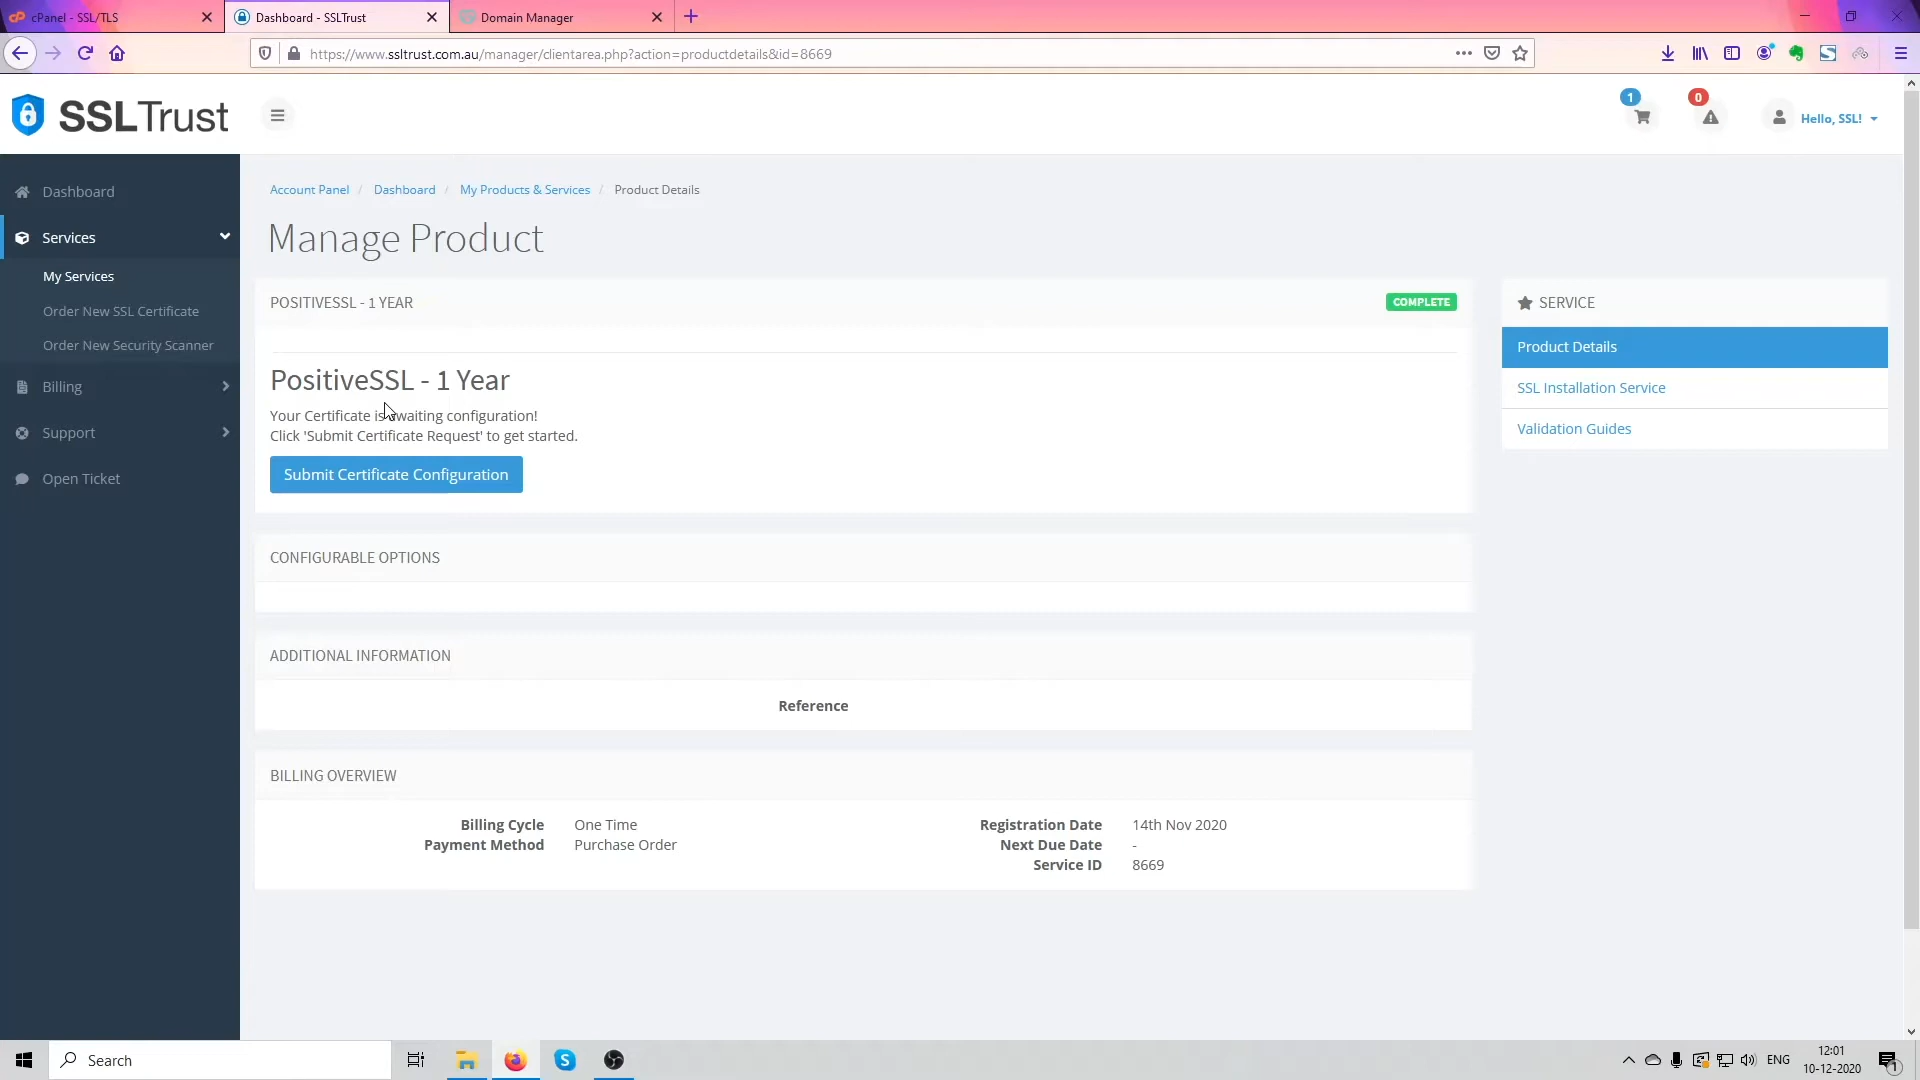 cPanel - SSL/TLS
Dashboard - SSLTrust
Domain Manager
https://www.ssltrust.com.au/manager/clientarea.php?action=productdetails&id=8669
SSLTrust
1
0
Hello, SSL!
Dashboard
Services
My Services
Order New SSL Certificate
Order New Security Scanner
Billing
Support
Open Ticket
Account Panel / Dashboard / My Products & Services / Product Details
Manage Product
POSITIVESSL - 1 YEAR
COMPLETE
PositiveSSL - 1 Year
Your Certificate is waiting configuration!
Click 'Submit Certificate Request' to get started.
Submit Certificate Configuration
SERVICE
Product Details
SSL Installation Service
Validation Guides
CONFIGURABLE OPTIONS
ADDITIONAL INFORMATION
Reference
BILLING OVERVIEW
Billing Cycle One Time
Payment Method Purchase Order
Registration Date 14th Nov 2020
Next Due Date -
Service ID 8669
Search
ENG
12:01
10-12-2020
1